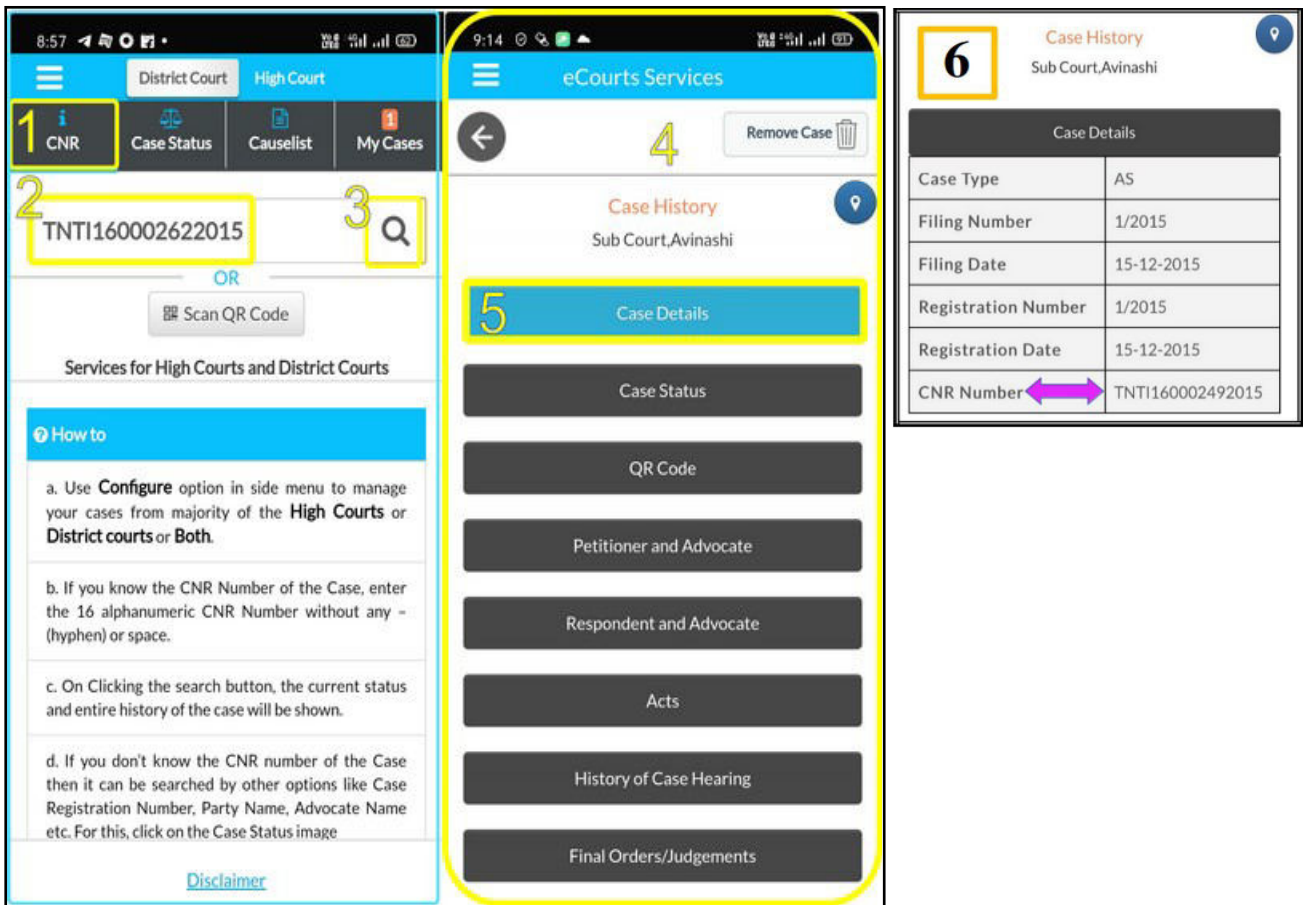 8:57
District Court High Court
1 CNR Case Status Causelist 1 My Cases
2 TNTI160002622015 3
OR
Scan QR Code
Services for High Courts and District Courts
How to
a. Use Configure option in side menu to manage
your cases from majority of the High Courts or
District courts or Both.
b. If you know the CNR Number of the Case, enter
the 16 alphanumeric CNR Number without any –
(hyphen) or space.
c. On Clicking the search button, the current status
and entire history of the case will be shown.
d. If you don't know the CNR number of the Case
then it can be searched by other options like Case
Registration Number, Party Name, Advocate Name
etc. For this, click on the Case Status image
Disclaimer
9:14
eCourts Services
4 Remove Case
Case History
Sub Court,Avinashi
5 Case Details
Case Status
QR Code
Petitioner and Advocate
Respondent and Advocate
Acts
History of Case Hearing
Final Orders/Judgements
6
Case History
Sub Court,Avinashi
Case Details
Case Type AS
Filing Number 1/2015
Filing Date 15-12-2015
Registration Number 1/2015
Registration Date 15-12-2015
CNR Number TNTI160002492015